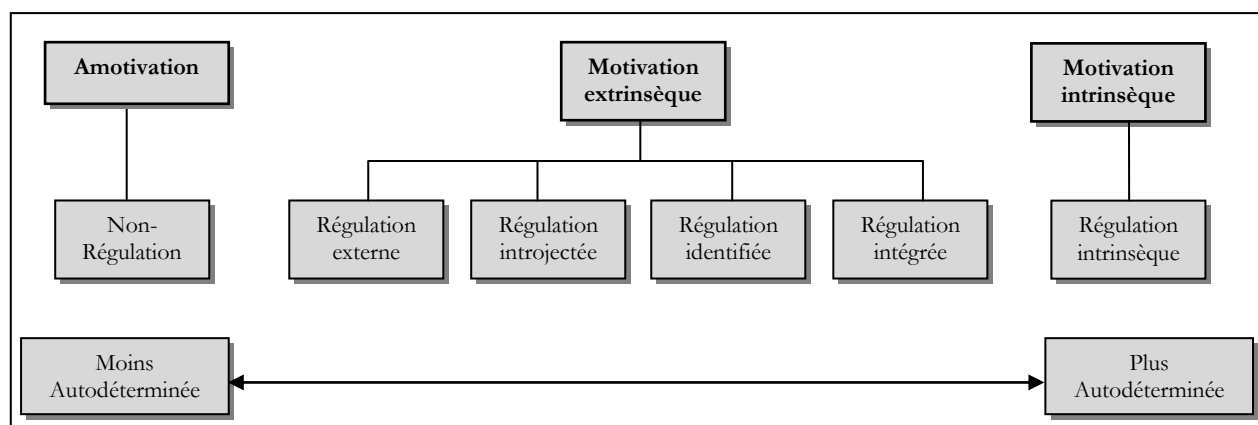 Amotivation
Motivation
extrinsèque
Motivation
intrinsèque
Non-
Régulation
Régulation
externe
Régulation
introjectée
Régulation
identifiée
Régulation
intégrée
Régulation
intrinsèque
Moins
Autodéterminée
Plus
Autodéterminée